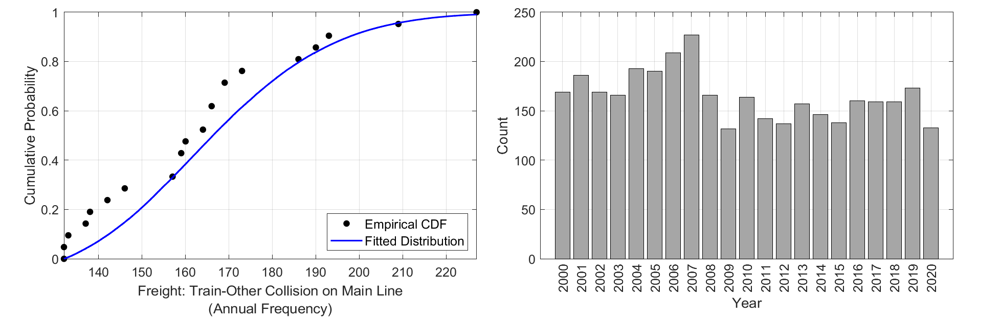 1
0.8
0.6
0.4
0.2
0
Cumulative Probability
140 150 160 170 180 190 200 210 220
Freight: Train-Other Collision on Main Line
(Annual Frequency)
Empirical CDF
Fitted Distribution
250
200
150
100
50
0
Count
2000 2001 2002 2003 2004 2005 2006 2007 2008 2009 2010 2011 2012 2013 2014 2015 2016 2017 2018 2019 2020
Year